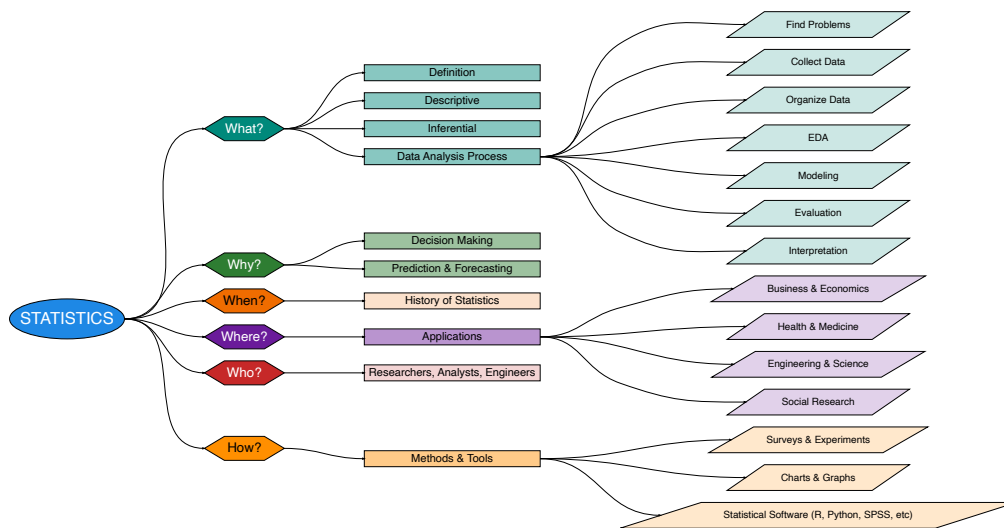 STATISTICS
What?
Definition
Descriptive
Inferential
Data Analysis Process
Find Problems
Collect Data
Organize Data
EDA
Modeling
Evaluation
Interpretation
Why?
Decision Making
Prediction & Forecasting
When?
History of Statistics
Where?
Applications
Business & Economics
Health & Medicine
Engineering & Science
Social Research
Who?
Researchers, Analysts, Engineers
How?
Methods & Tools
Surveys & Experiments
Charts & Graphs
Statistical Software (R, Python, SPSS, etc)